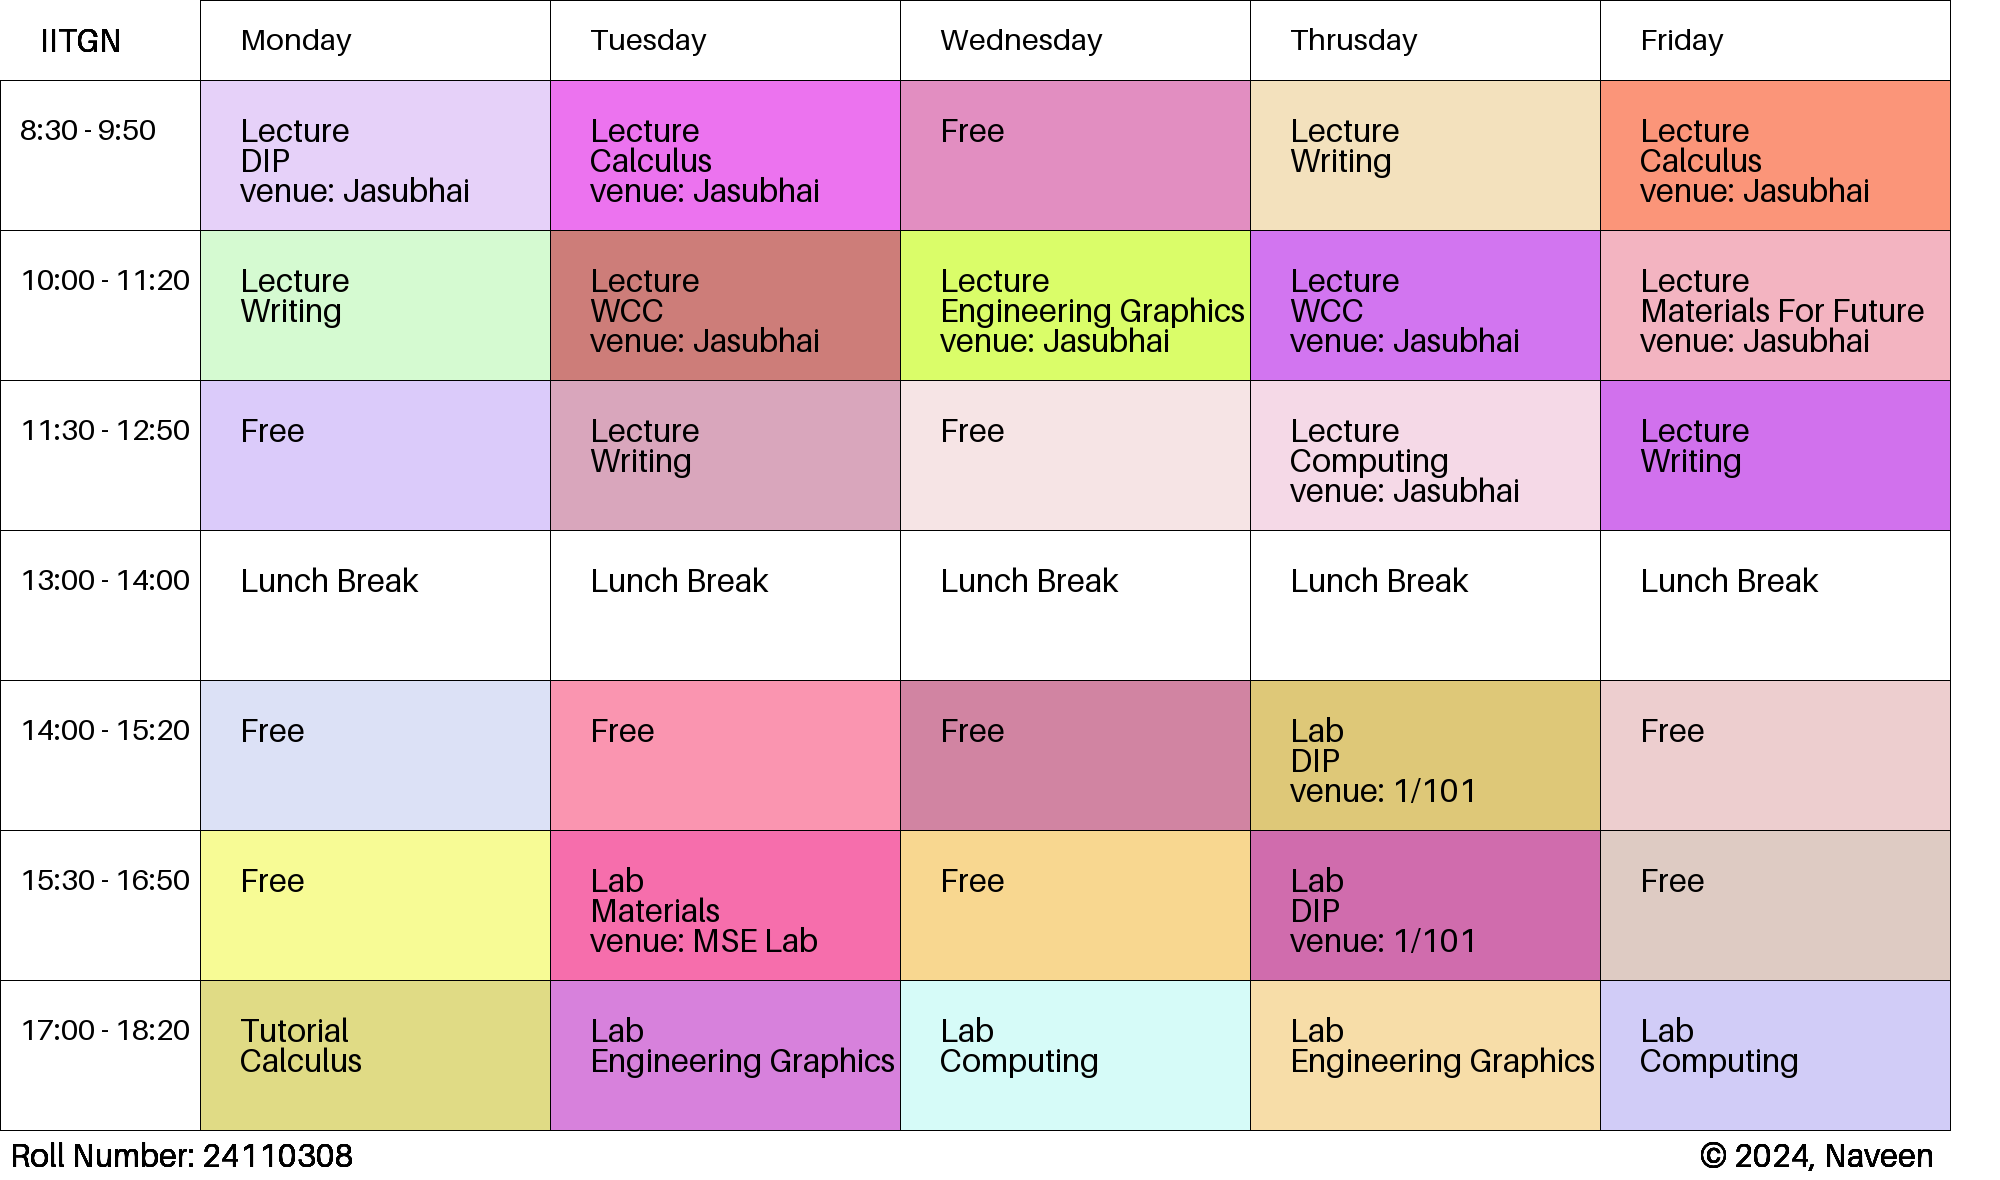 IITGN
Monday
Tuesday
Wednesday
Thrusday
Friday
8:30 - 9:50
Lecture
DIP
venue: Jasubhai
Lecture
Calculus
venue: Jasubhai
Free
Lecture
Writing
Lecture
Calculus
venue: Jasubhai
10:00 - 11:20
Lecture
Writing
Lecture
WCC
venue: Jasubhai
Lecture
Engineering Graphics
venue: Jasubhai
Lecture
WCC
venue: Jasubhai
Lecture
Materials For Future
venue: Jasubhai
11:30 - 12:50
Free
Lecture
Writing
Free
Lecture
Computing
venue: Jasubhai
Lecture
Writing
13:00 - 14:00
Lunch Break
Lunch Break
Lunch Break
Lunch Break
Lunch Break
14:00 - 15:20
Free
Free
Free
Lab
DIP
venue: 1/101
Free
15:30 - 16:50
Free
Lab
Materials
venue: MSE Lab
Free
Lab
DIP
venue: 1/101
Free
17:00 - 18:20
Tutorial
Calculus
Lab
Engineering Graphics
Lab
Computing
Lab
Engineering Graphics
Lab
Computing
Roll Number: 24110308
© 2024, Naveen